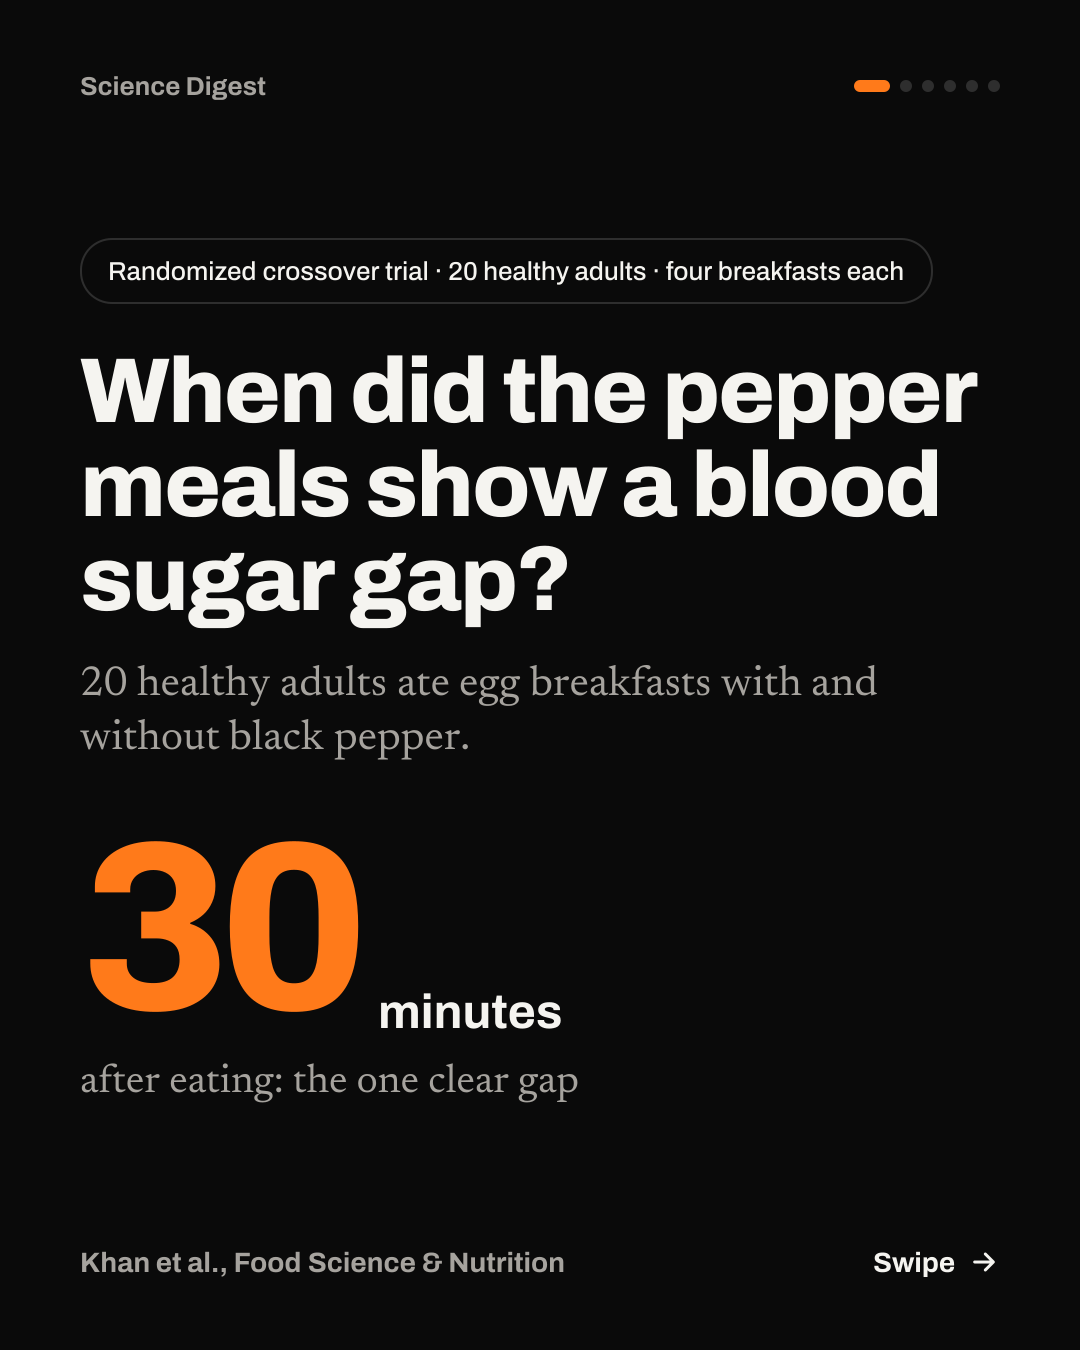 Science Digest
Randomized crossover trial · 20 healthy adults · four breakfasts each
When did the pepper
meals show a blood
sugar gap?
20 healthy adults ate egg breakfasts with and
without black pepper.
30 minutes
after eating: the one clear gap
Khan et al., Food Science & Nutrition
Swipe →